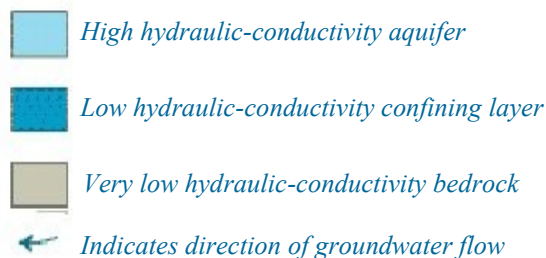 High hydraulic-conductivity aquifer
Low hydraulic-conductivity confining layer
Very low hydraulic-conductivity bedrock
Indicates direction of groundwater flow